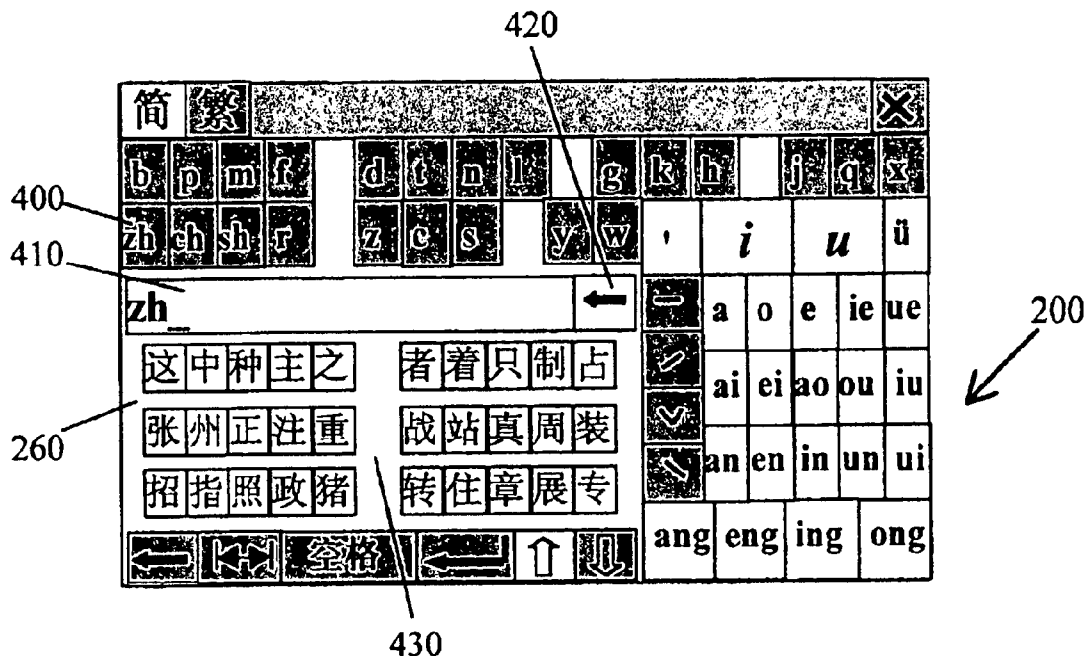 420
简 繁
b p m f d t n l g k h j q x
400
zh ch sh r z c s y w ' i u ü
410
zh_
a o e ie ue
200
这中种主之 者着只制占
ai ei ao ou iu
260
张州正注重 战站真周装
an en in un ui
招指照政猪 转住章展专
空格
ang eng ing ong
430